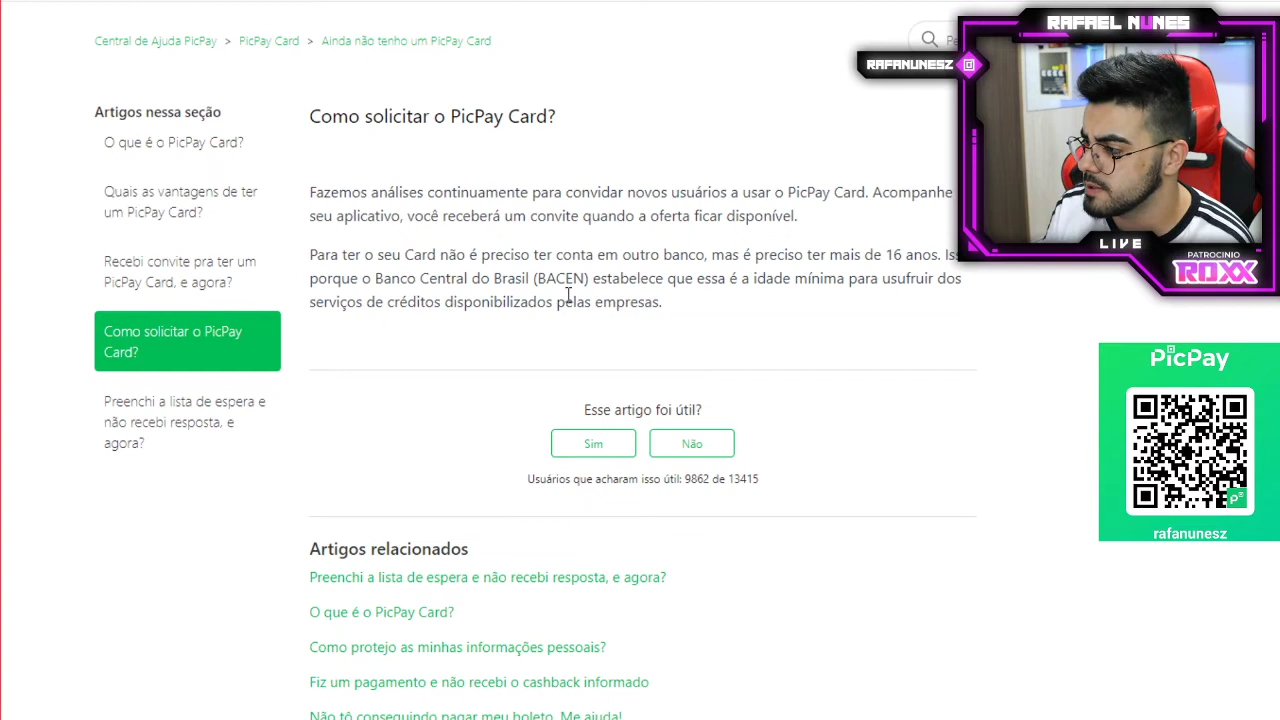 Central de Ajuda PicPay > PicPay Card > Ainda não tenho um PicPay Card
RAFAEL NUNES
RAFANUNESZ
LIVE
PATROCINIO
ROXX
Artigos nessa seção
O que é o PicPay Card?
Quais as vantagens de ter
um PicPay Card?
Recebi convite pra ter um
PicPay Card, e agora?
Como solicitar o PicPay
Card?
Preenchi a lista de espera e
não recebi resposta, e
agora?
Como solicitar o PicPay Card?
Fazemos análises continuamente para convidar novos usuários a usar o PicPay Card. Acompanhe
seu aplicativo, você receberá um convite quando a oferta ficar disponível.
Para ter o seu Card não é preciso ter conta em outro banco, mas é preciso ter mais de 16 anos.
porque o Banco Central do Brasil (BACEN) estabelece que essa é a idade mínima para usufruir dos
serviços de créditos disponibilizados pelas empresas.
Esse artigo foi útil?
Sim
Não
Usuários que acharam isso útil: 9862 de 13415
Artigos relacionados
Preenchi a lista de espera e não recebi resposta, e agora?
O que é o PicPay Card?
Como protejo as minhas informações pessoais?
Fiz um pagamento e não recebi o cashback informado
Não tô conseguindo pagar meu boleto. Me ajuda!
PicPay
rafanunesz